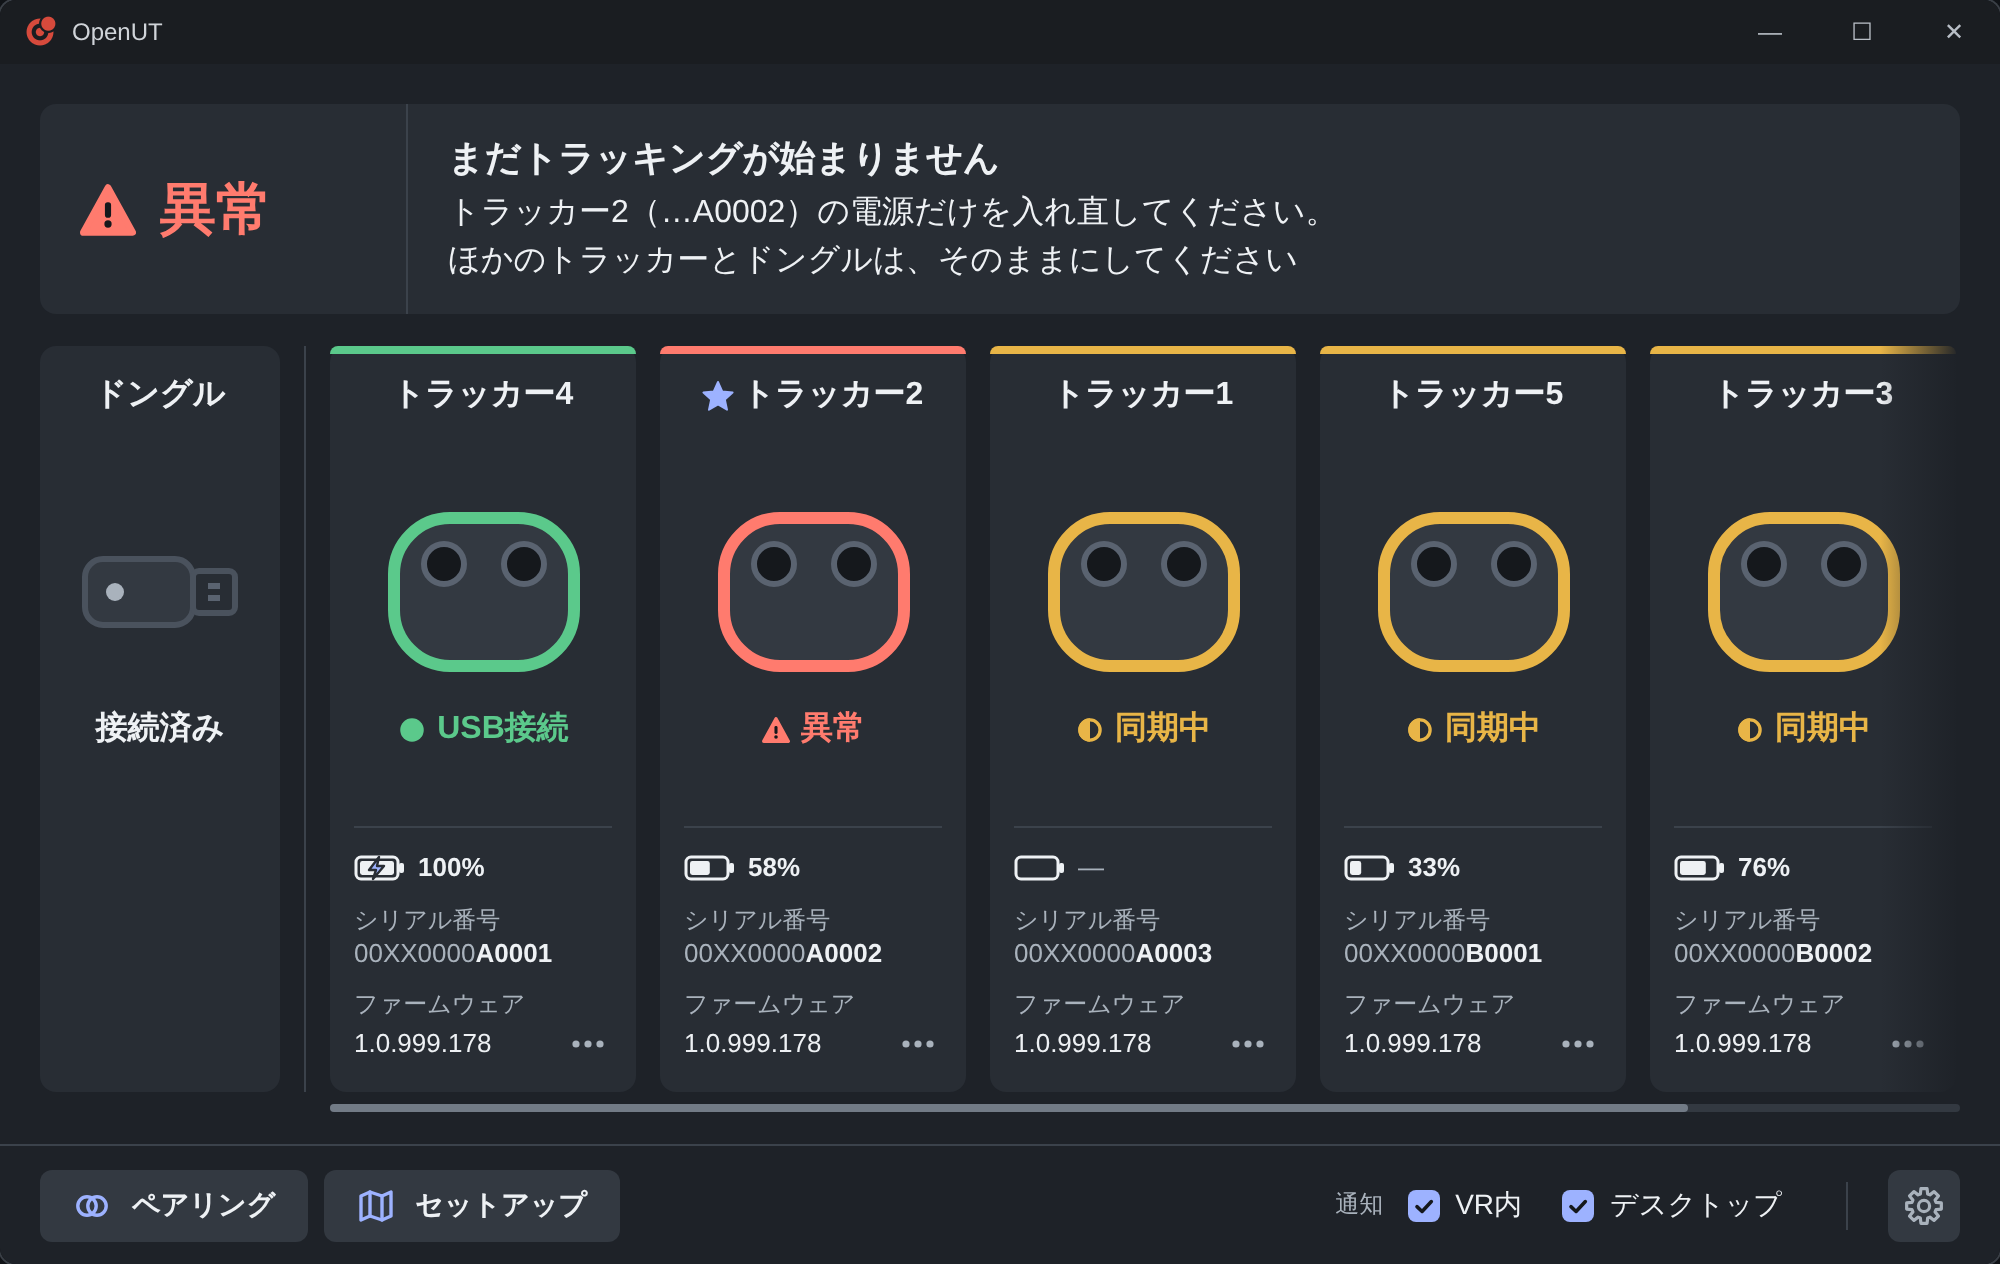 OpenUT
異常
まだトラッキングが始まりません
トラッカー2（…A0002）の電源だけを入れ直してください。
ほかのトラッカーとドングルは、そのままにしてください
ドングル
接続済み
トラッカー4
USB接続
100%
シリアル番号
00XX0000A0001
ファームウェア
1.0.999.178
トラッカー2
異常
58%
シリアル番号
00XX0000A0002
ファームウェア
1.0.999.178
トラッカー1
同期中
—
シリアル番号
00XX0000A0003
ファームウェア
1.0.999.178
トラッカー5
同期中
33%
シリアル番号
00XX0000B0001
ファームウェア
1.0.999.178
トラッカー3
同期中
76%
シリアル番号
00XX0000B0002
ファームウェア
1.0.999.178
ペアリング
セットアップ
通知
VR内
デスクトップ